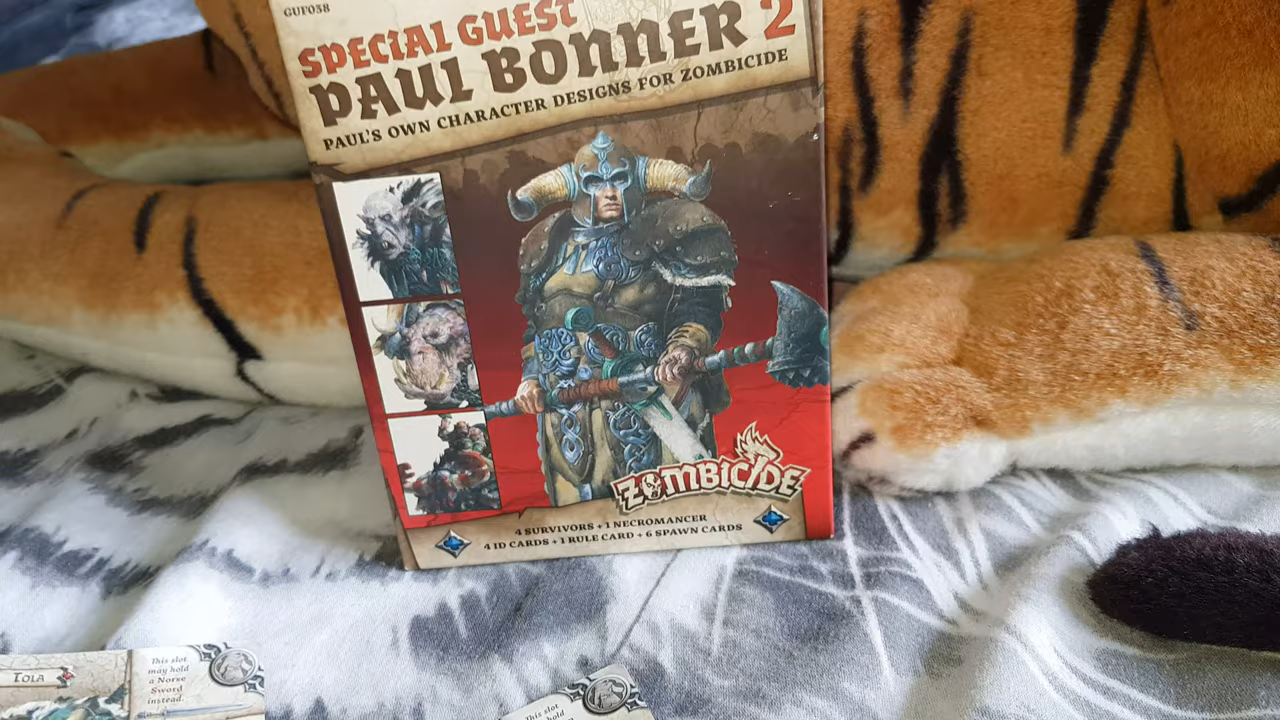 GUF038
SPECIAL GUEST
PAUL BONNER 2
PAUL'S OWN CHARACTER DESIGNS FOR ZOMBICIDE
ZOMBICIDE
4 SURVIVORS + 1 NECROMANCER
4 ID CARDS + 1 RULE CARD + 6 SPAWN CARDS
TOLA
This slot
may hold
a Norse
Sword
instead.
This slot
hold